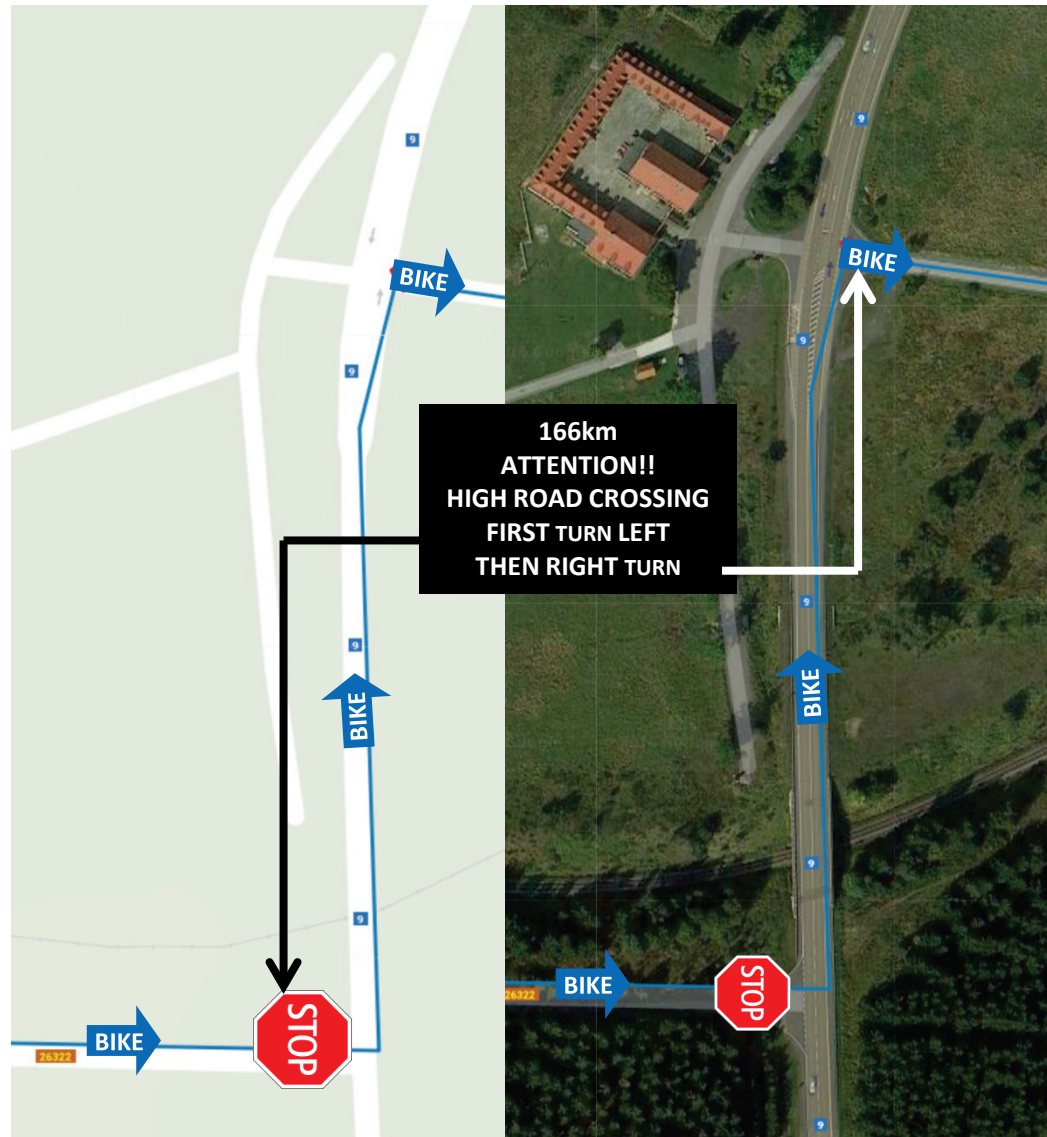 9
9
BIKE
BIKE
9
9
166km
ATTENTION!!
HIGH ROAD CROSSING
FIRST TURN LEFT
THEN RIGHT TURN
9
9
BIKE
BIKE
9
9
BIKE
STOP
26322
STOP
BIKE
26322
9